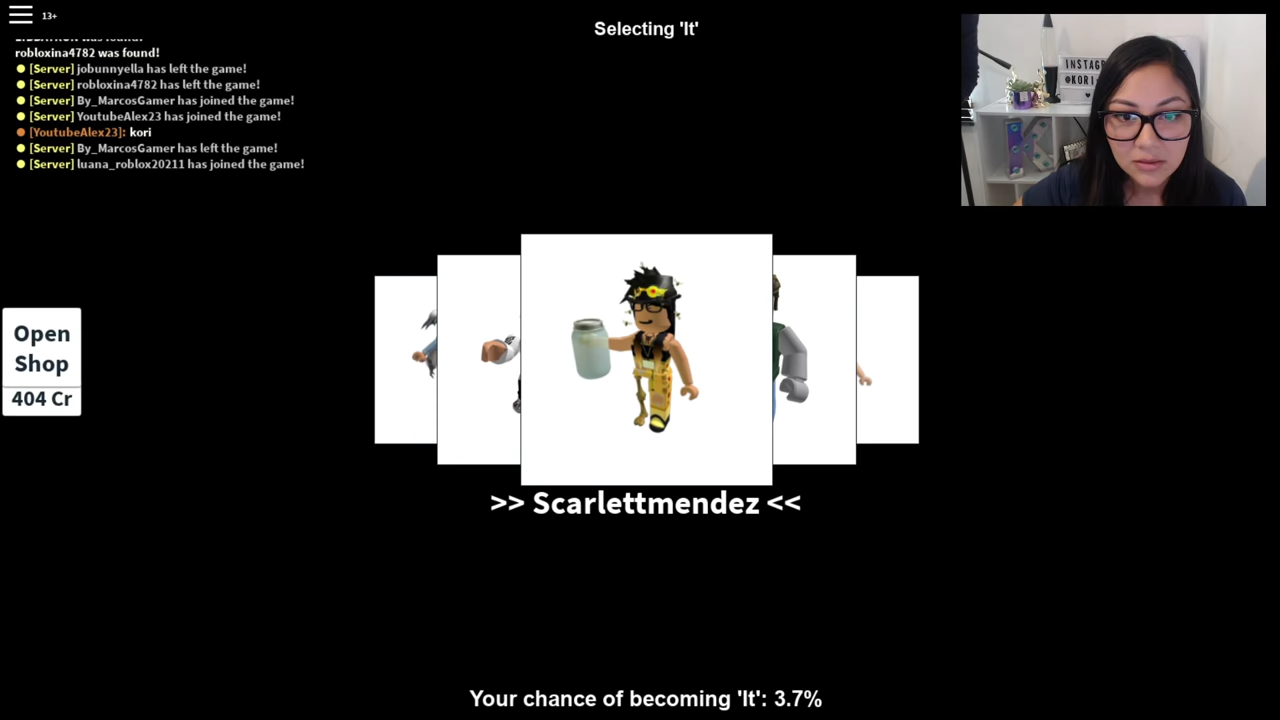 13+
Selecting 'It'
robloxina4782 was found!
[Server] jobunnyella has left the game!
[Server] robloxina4782 has left the game!
[Server] By_MarcosGamer has joined the game!
[Server] YoutubeAlex23 has joined the game!
[YoutubeAlex23]: kori
[Server] By_MarcosGamer has left the game!
[Server] luana_roblox20211 has joined the game!
INSTAG
@KORI
Open
Shop
404 Cr
>> Scarlettmendez <<
Your chance of becoming 'It': 3.7%